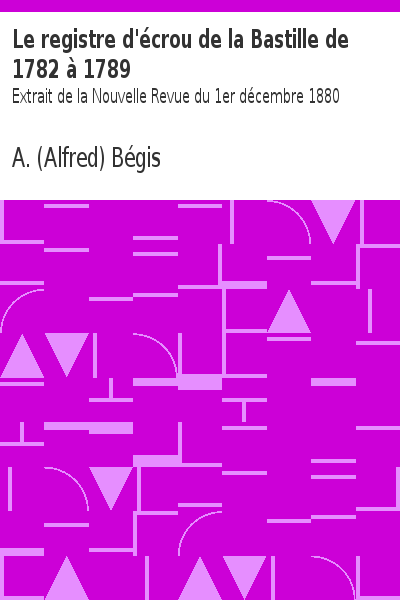 Le registre d'écrou de la Bastille de
1782 à 1789
Extrait de la Nouvelle Revue du 1er décembre 1880
A. (Alfred) Bégis